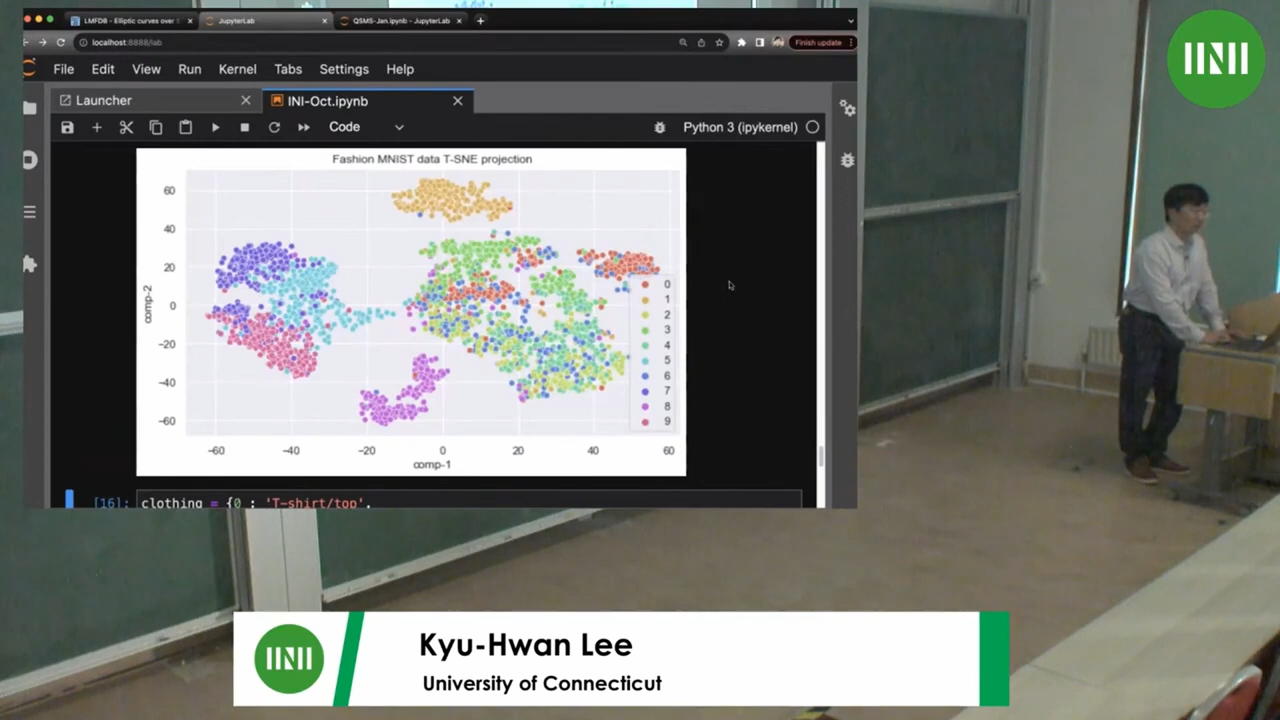 LMFDB - Elliptic curves over
JupyterLab
QSMS-Jan.ipynb - JupyterLab
localhost:8888/lab
Finish update
File Edit View Run Kernel Tabs Settings Help
Launcher
INI-Oct.ipynb
Code
Python 3 (ipykernel)
Fashion MNIST data T-SNE projection
60
40
20
0
−20
−40
−60
comp-2
−60 −40 −20 0 20 40 60
comp-1
0
1
2
3
4
5
6
7
8
9
[16]: clothing = {0 : 'T-shirt/top',
INI
INI
Kyu-Hwan Lee
University of Connecticut